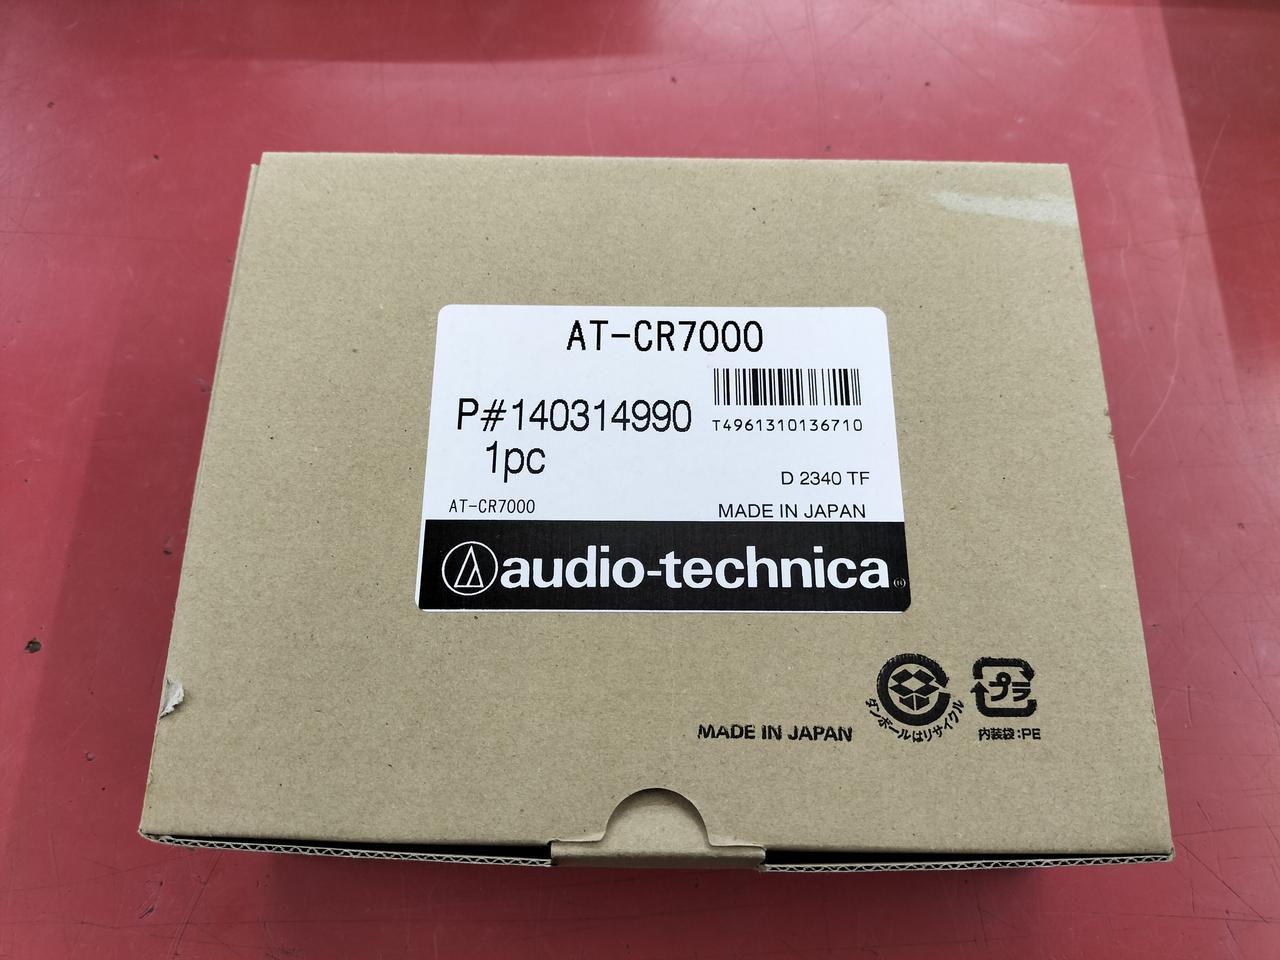 AT-CR7000
P#140314990
T4961310136710
1pc
D 2340 TF
AT-CR7000
MADE IN JAPAN
audio-technica®
MADE IN JAPAN
ダンボールはリサイクル
プラ
内装袋:PE